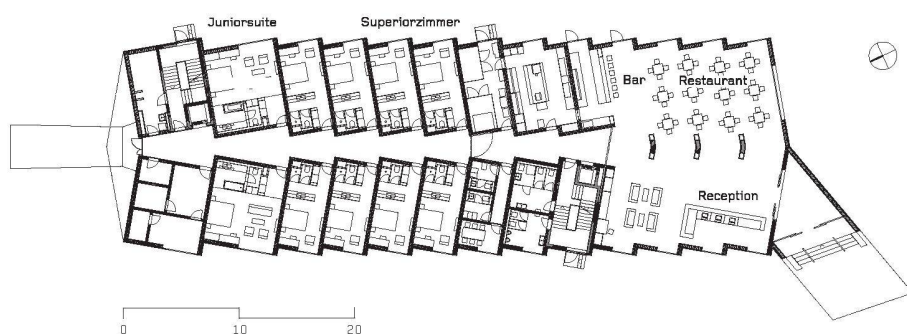 Juniorsuite
Superiorzimmer
Bar
Restaurant
Reception
0
10
20